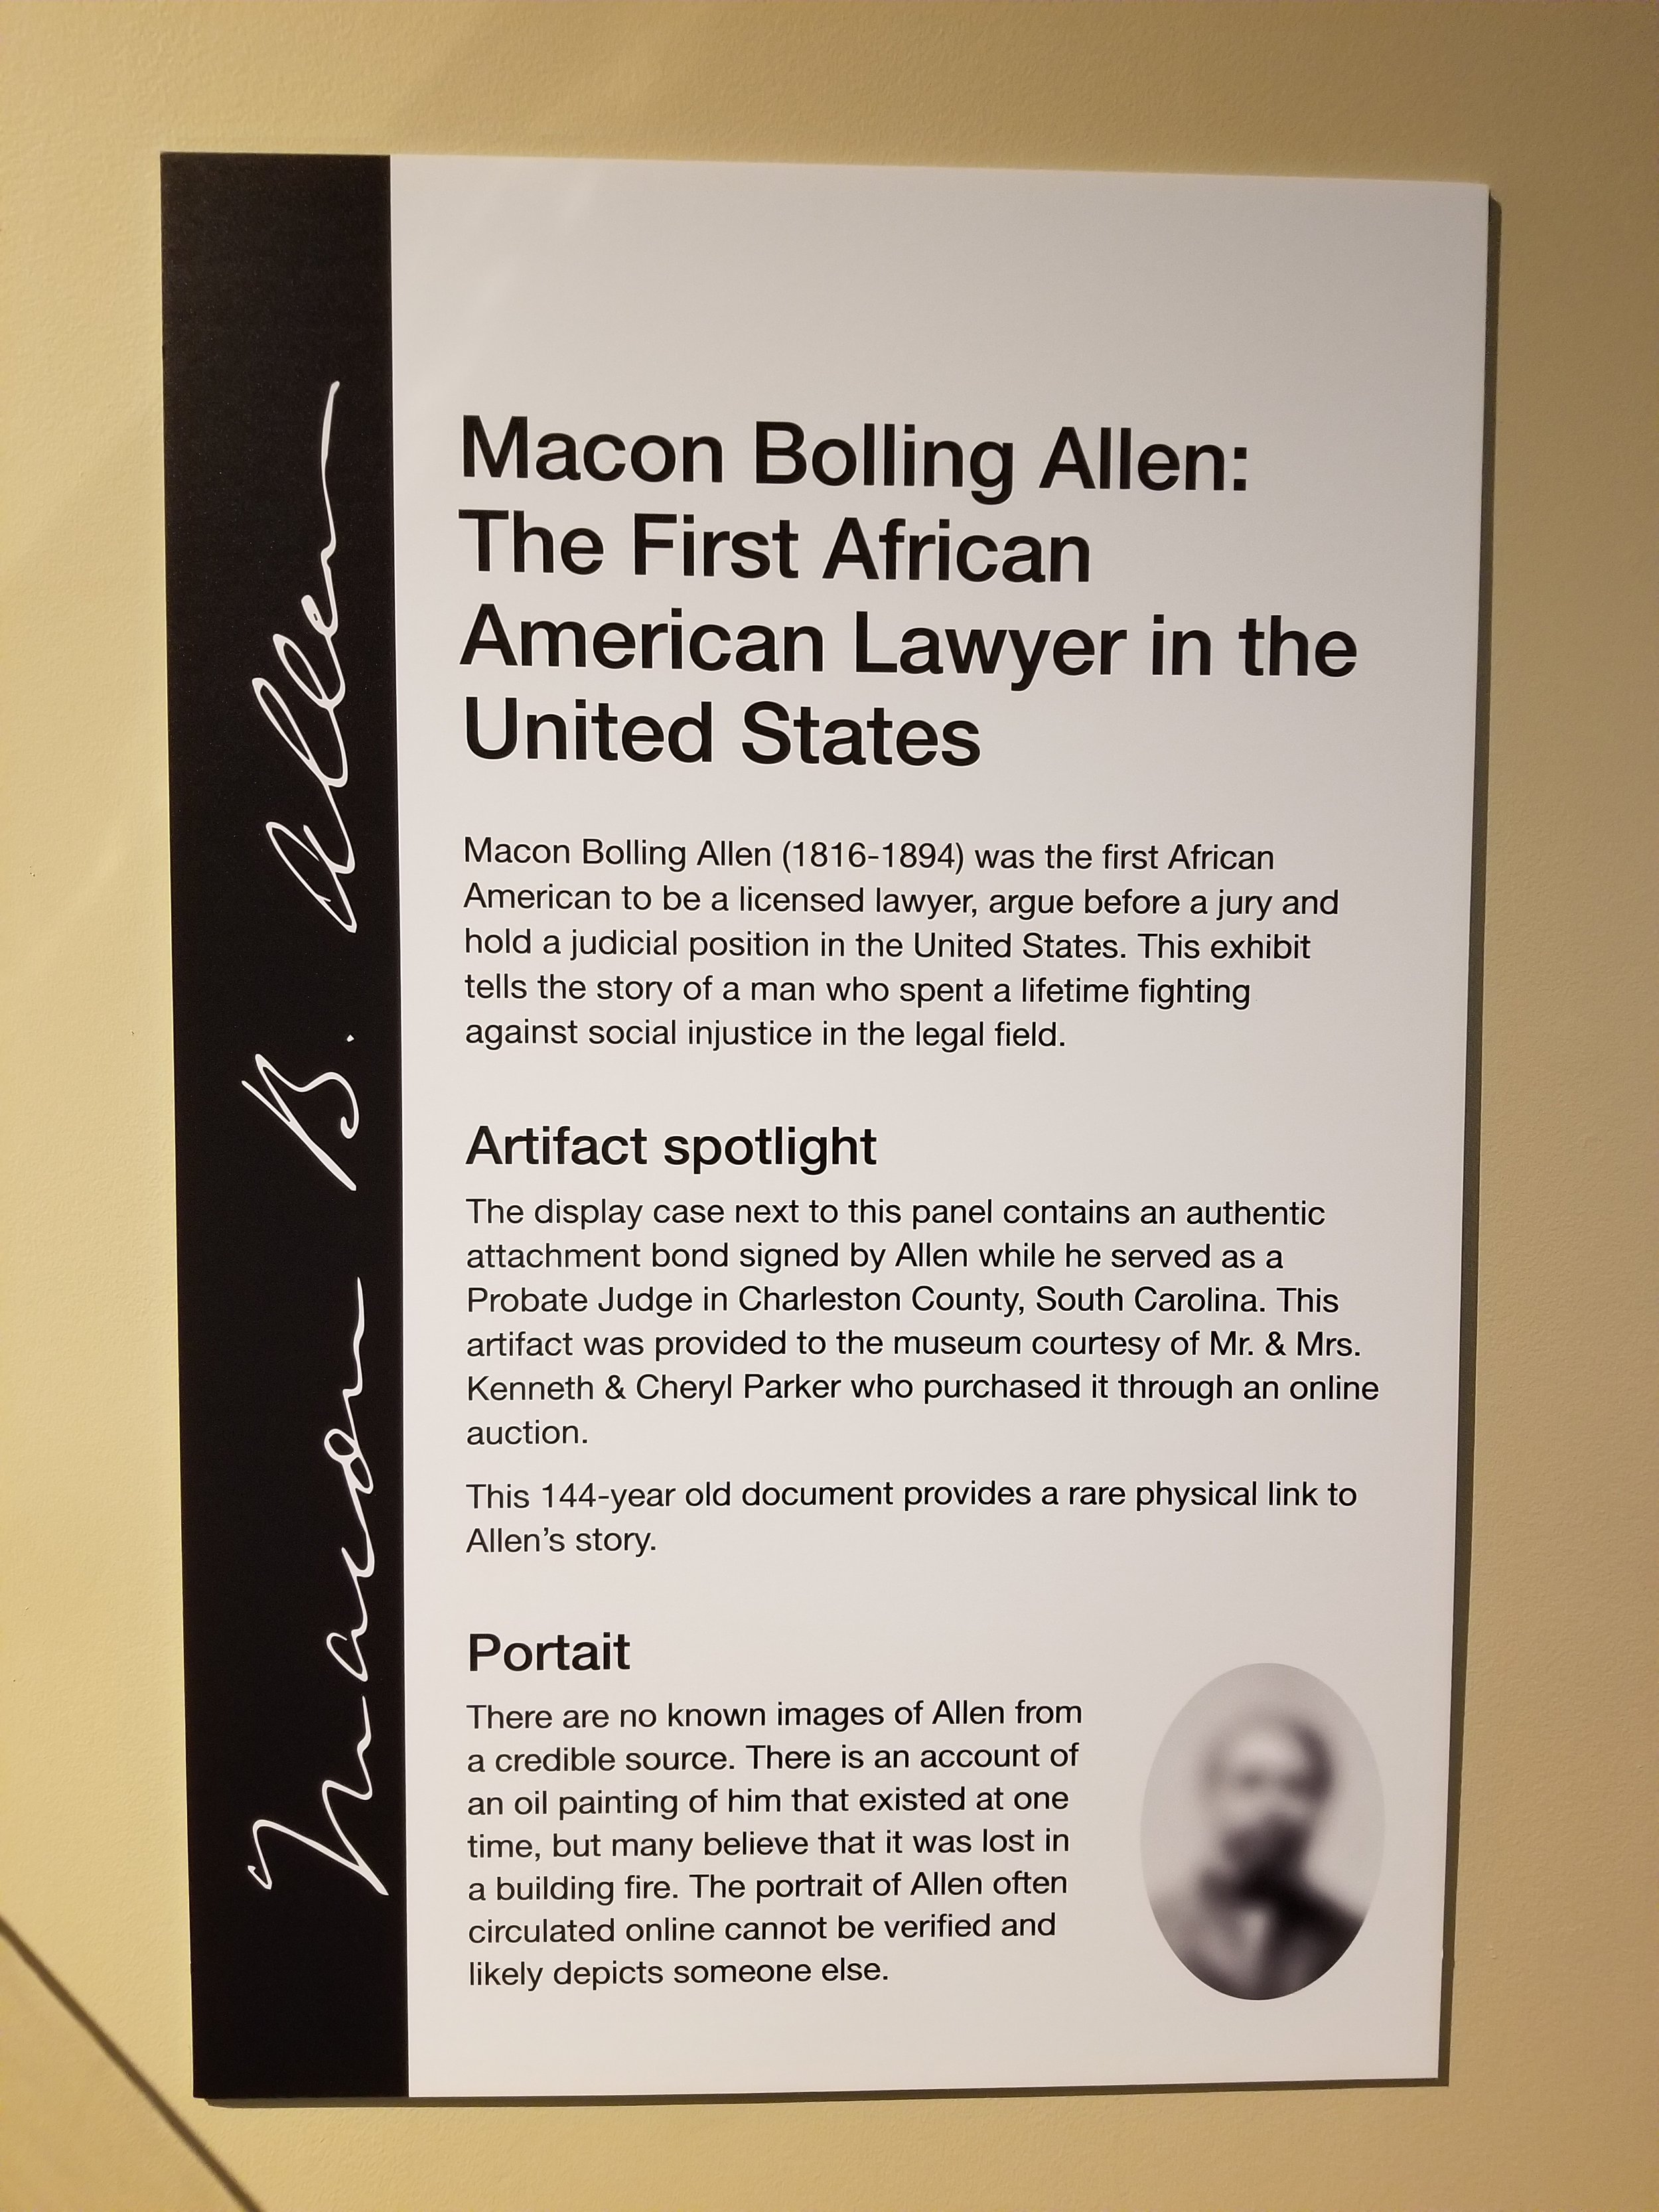 Macon B. Allen
Macon Bolling Allen:
The First African
American Lawyer in the
United States
Macon Bolling Allen (1816-1894) was the first African
American to be a licensed lawyer, argue before a jury and
hold a judicial position in the United States. This exhibit
tells the story of a man who spent a lifetime fighting
against social injustice in the legal field.
Artifact spotlight
The display case next to this panel contains an authentic
attachment bond signed by Allen while he served as a
Probate Judge in Charleston County, South Carolina. This
artifact was provided to the museum courtesy of Mr. & Mrs.
Kenneth & Cheryl Parker who purchased it through an online
auction.
This 144-year old document provides a rare physical link to
Allen's story.
Portait
There are no known images of Allen from
a credible source. There is an account of
an oil painting of him that existed at one
time, but many believe that it was lost in
a building fire. The portrait of Allen often
circulated online cannot be verified and
likely depicts someone else.